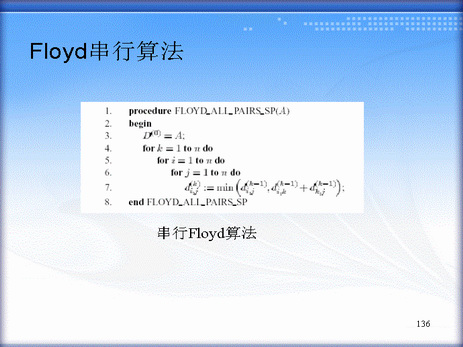 Floyd串行算法
1. procedure FLOYD_ALL_PAIRS_SP(A)
2. begin
3. D^(0) = A;
4. for k = 1 to n do
5. for i = 1 to n do
6. for j = 1 to n do
7. d_{i,j}^(k) := min(d_{i,j}^(k−1), d_{i,k}^(k−1) + d_{k,j}^(k−1));
8. end FLOYD_ALL_PAIRS_SP
串行Floyd算法
136